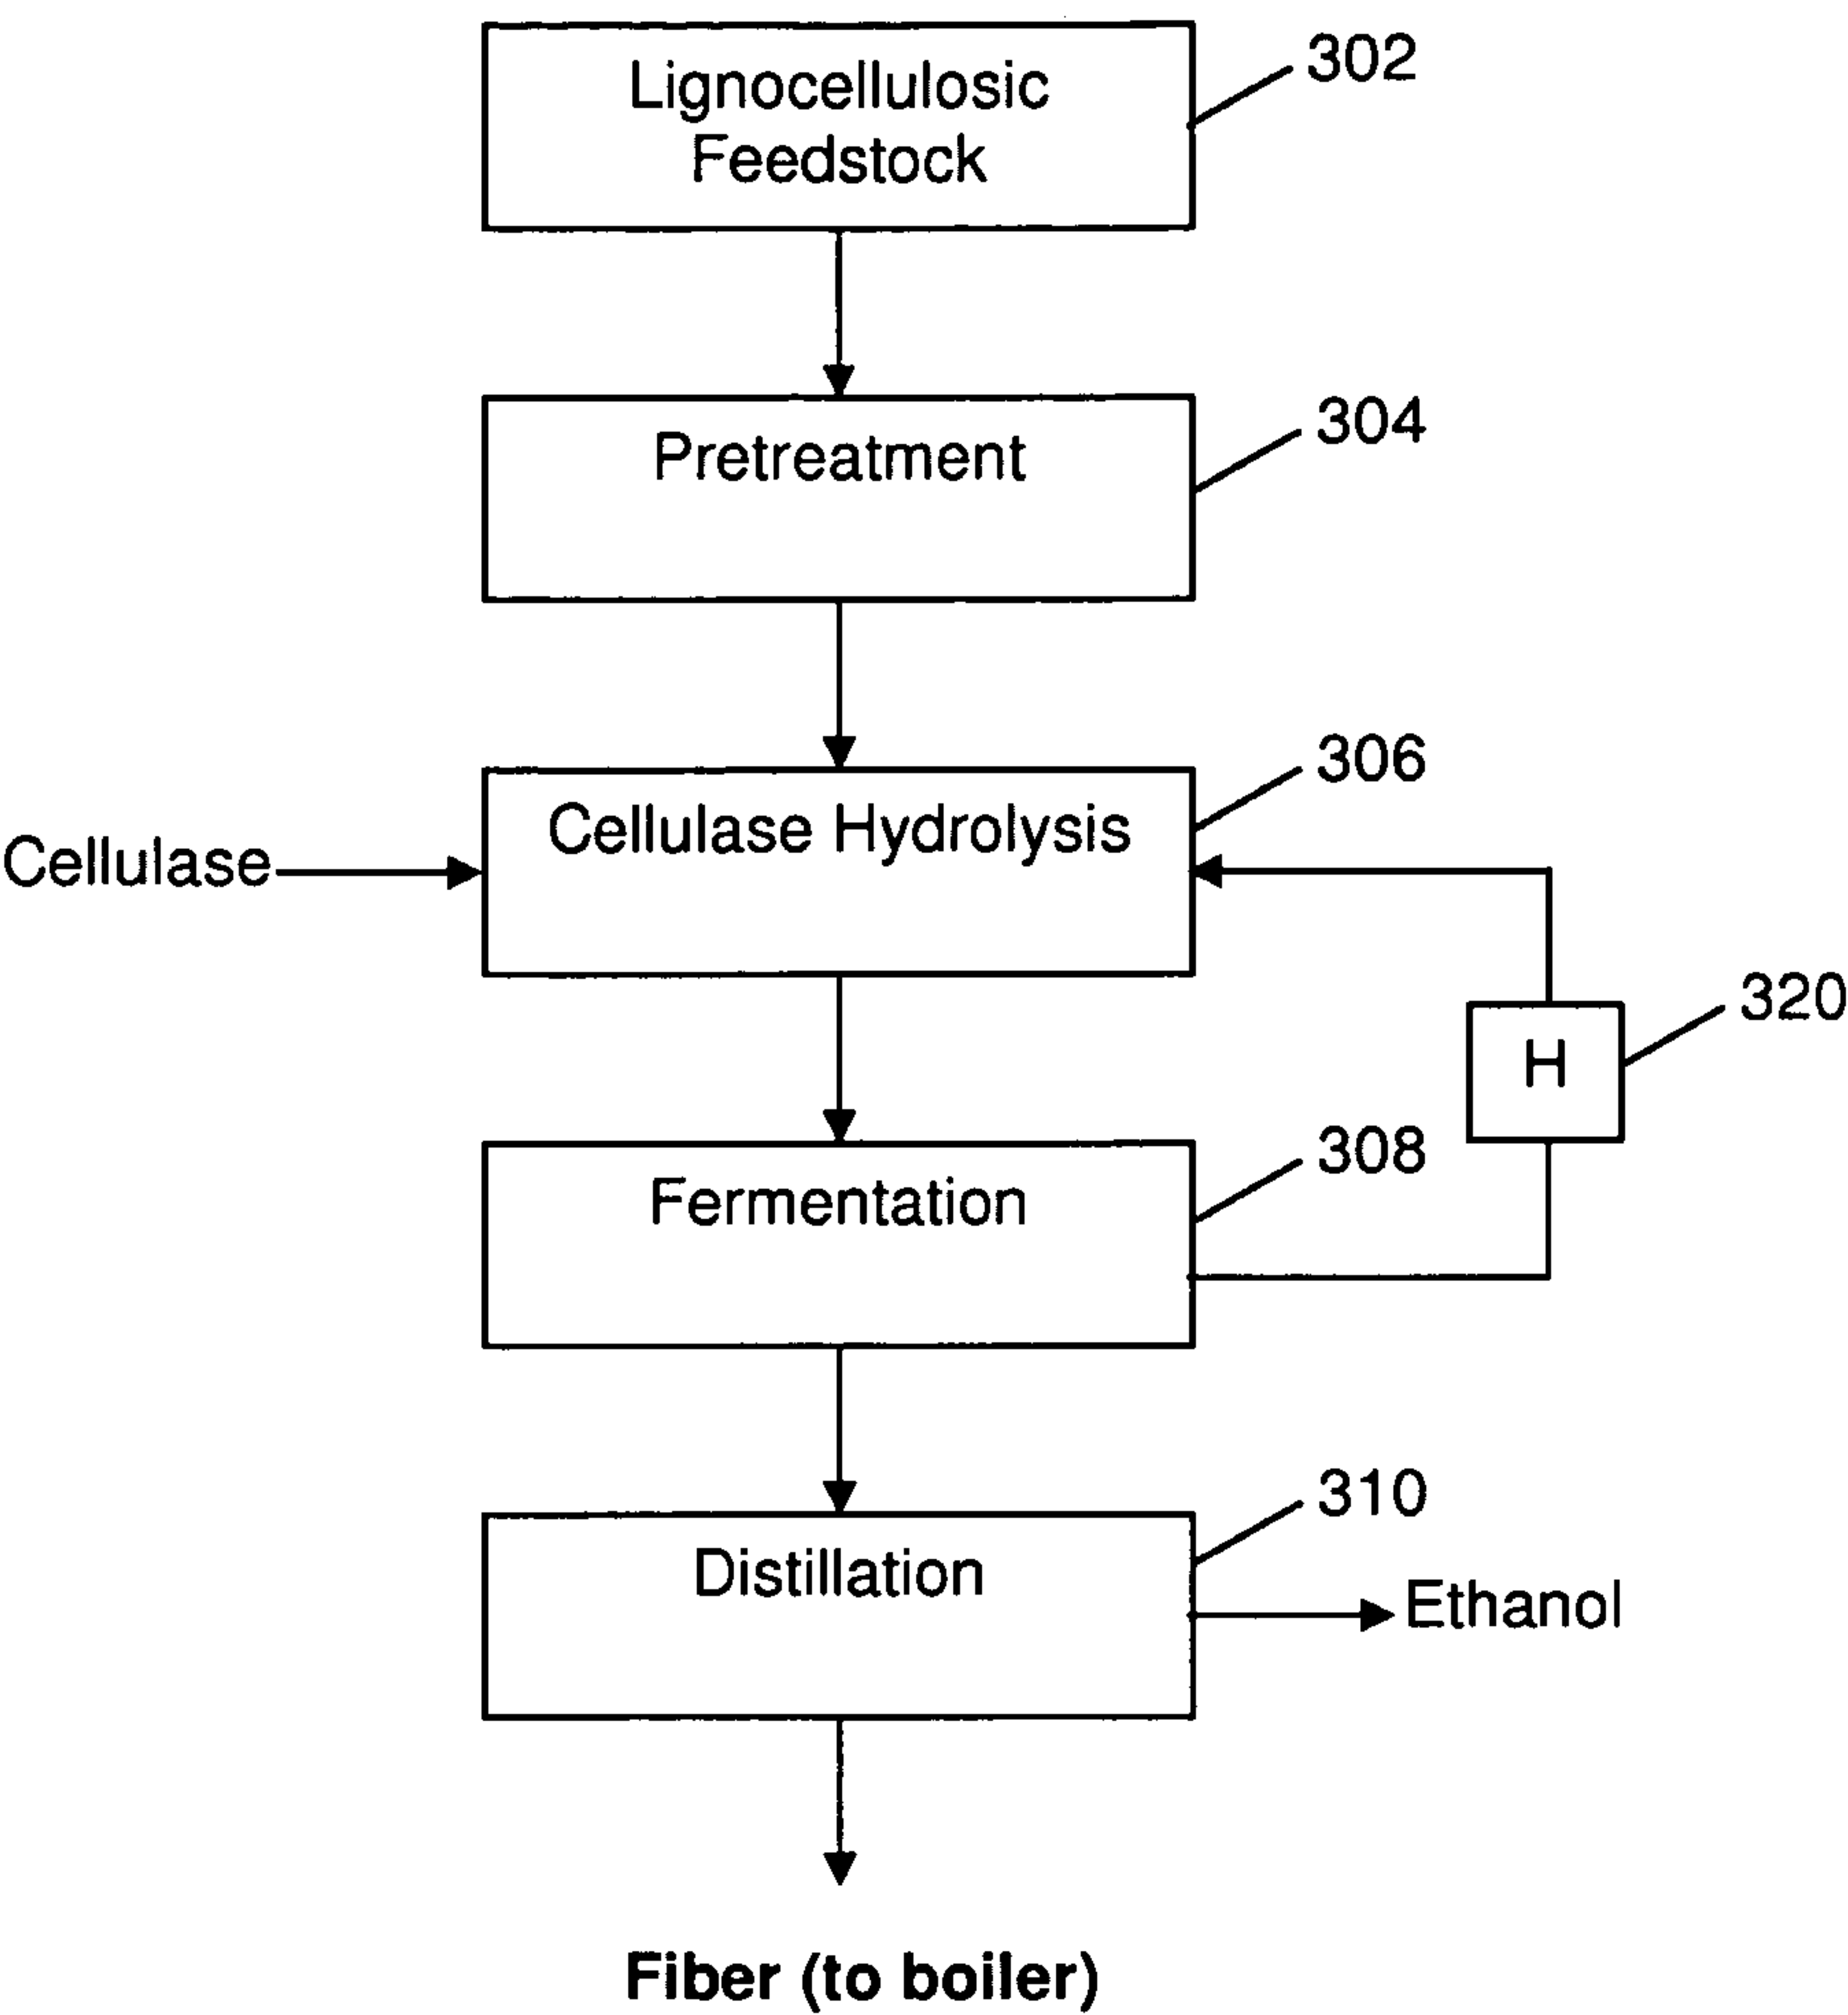 Lignocellulosic
Feedstock
302
Pretreatment
304
306
Cellulase Hydrolysis
Cellulase
320
H
308
Fermentation
310
Distillation
Ethanol
Fiber (to boiler)